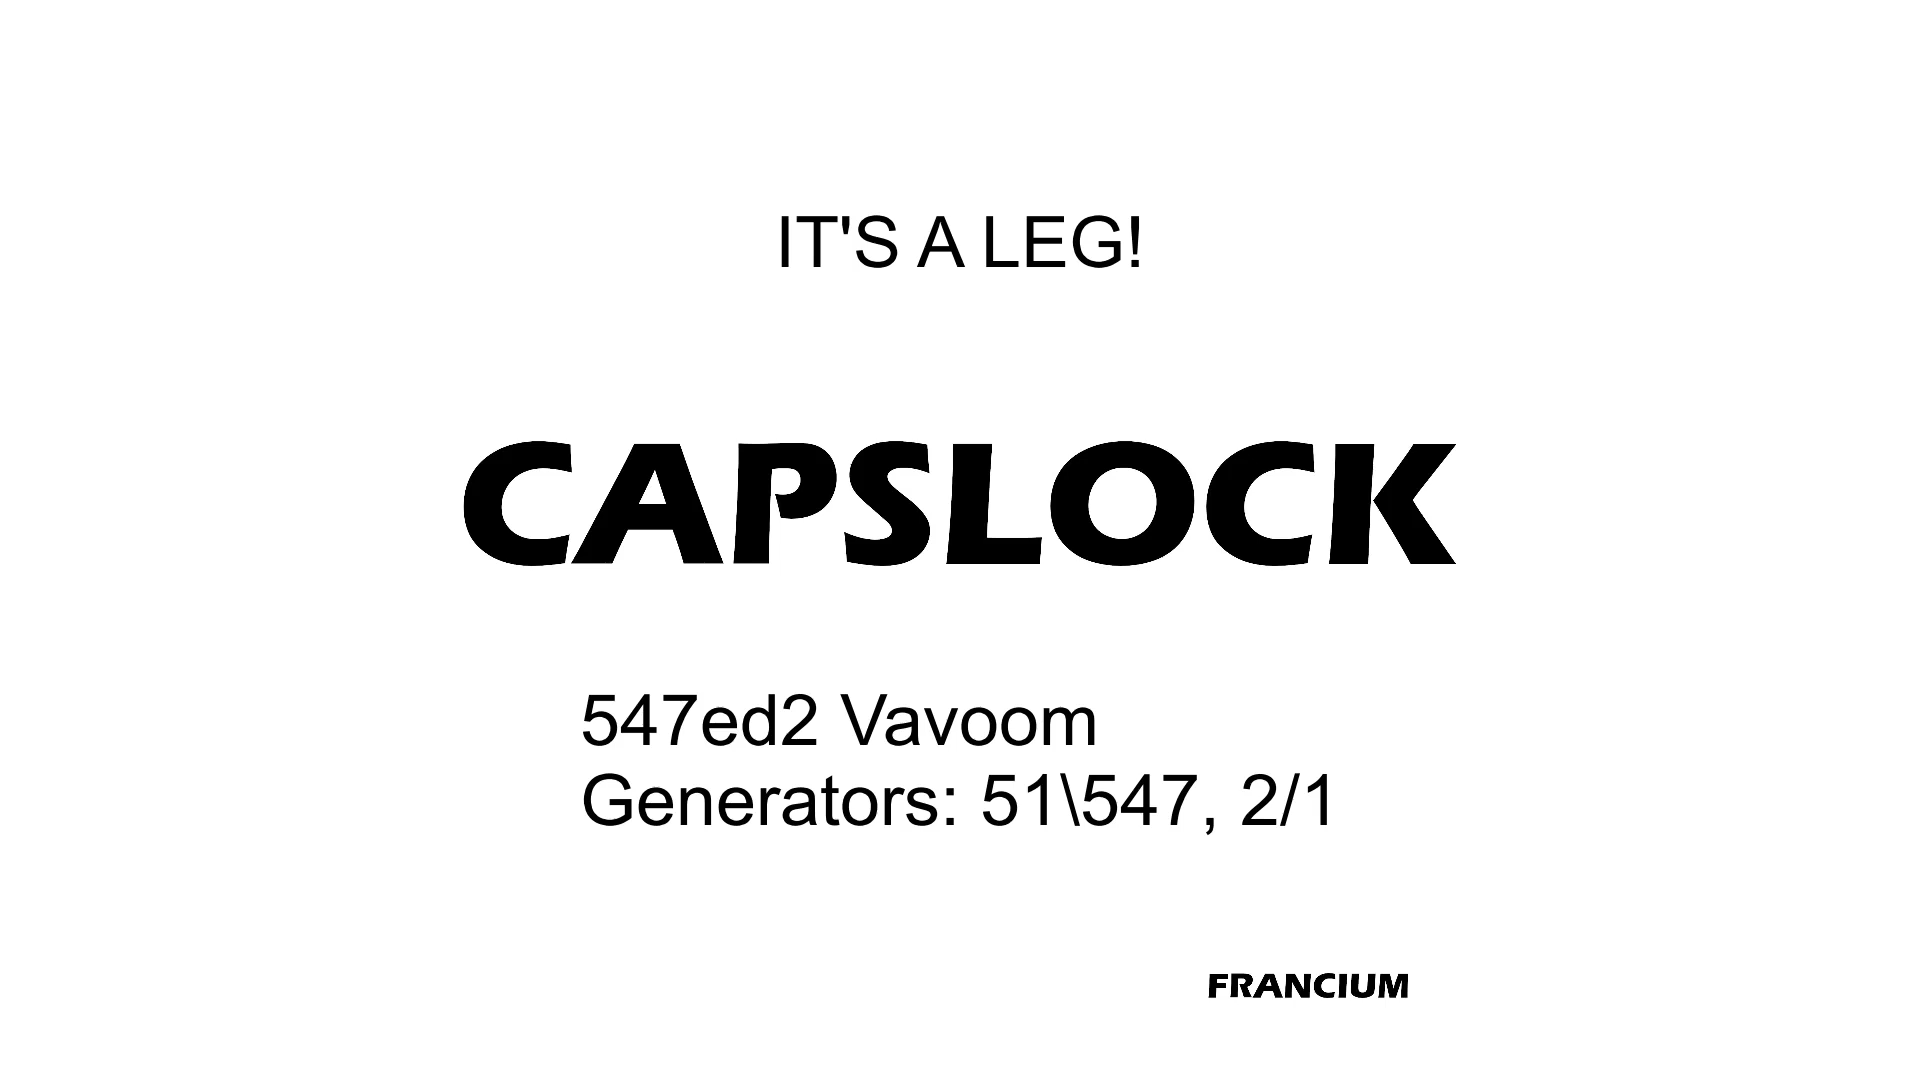 IT'S A LEG!
CAPSLOCK
547ed2 Vavoom
Generators: 51\547, 2/1
FRANCIUM